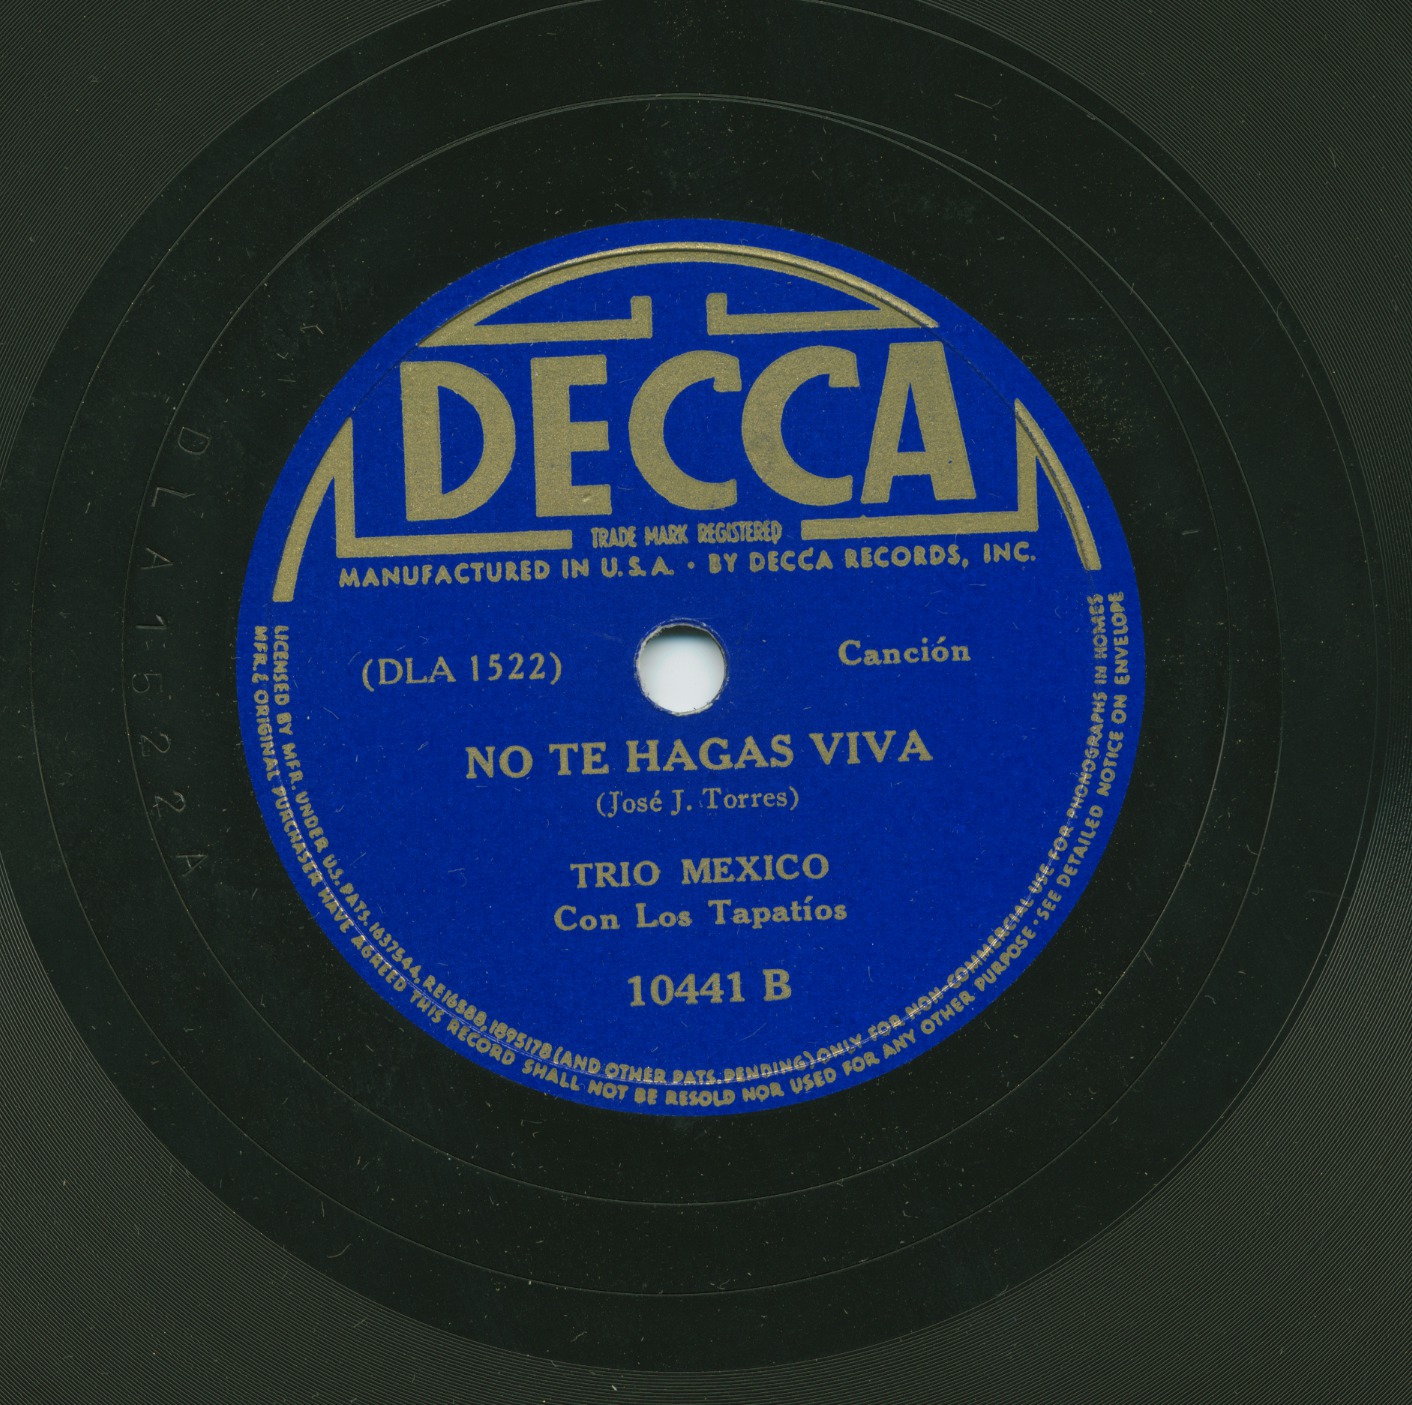 DECCA
TRADE MARK REGISTERED
MANUFACTURED IN U.S.A. · BY DECCA RECORDS, INC.
(DLA 1522)
Canción
NO TE HAGAS VIVA
(José J. Torres)
TRIO MEXICO
Con Los Tapatíos
10441 B
LICENSED BY MFR. UNDER U.S. PATS. 1637544, RE16588, 1895178 (AND OTHER PATS. PENDING) ONLY FOR NON-COMMERCIAL USE FOR PHONOGRAPHS IN HOMES
MFR. & ORIGINAL PURCHASER HAVE AGREED THIS RECORD SHALL NOT BE RESOLD NOR USED FOR ANY OTHER PURPOSE · SEE DETAILED NOTICE ON ENVELOPE
DLA1522A